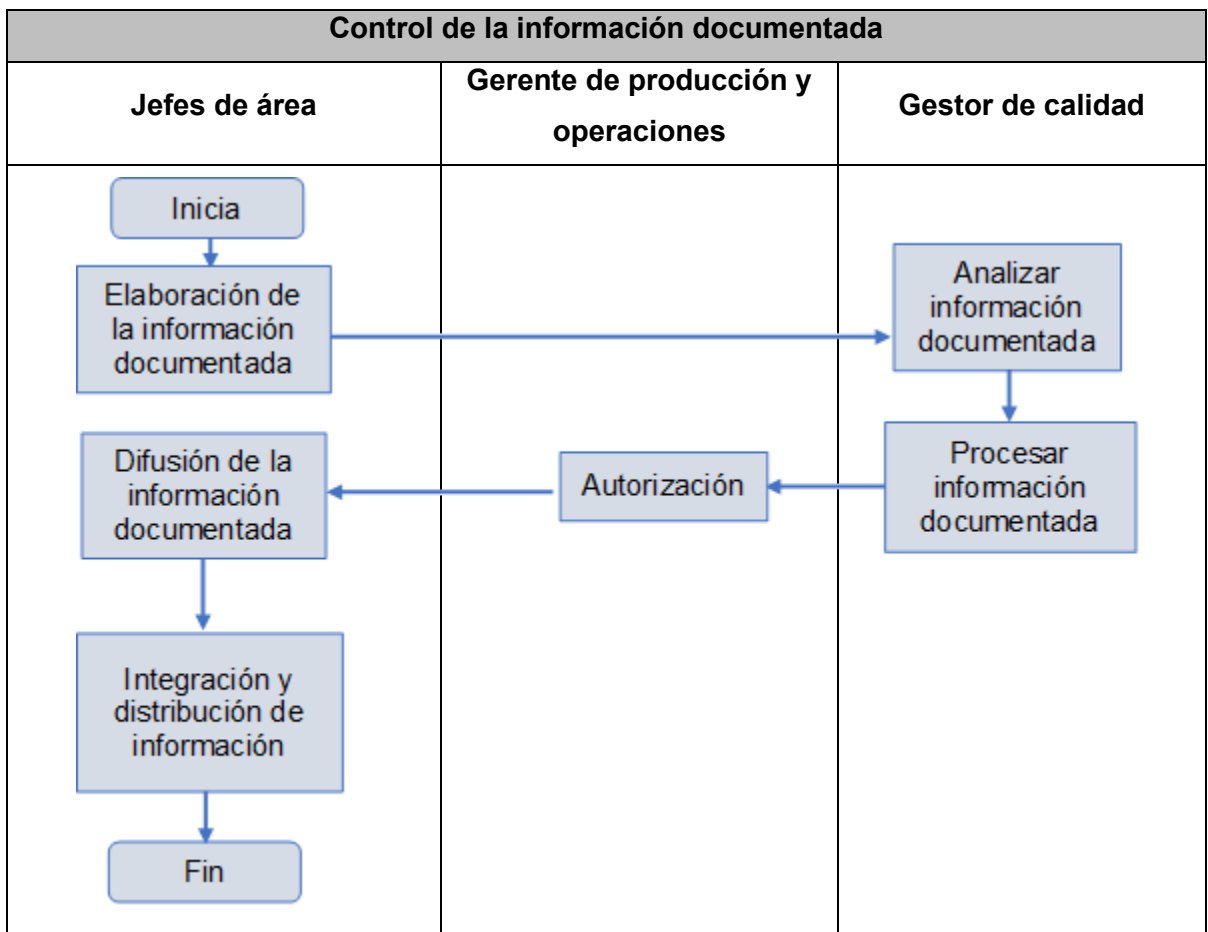 Control de la información documentada
Jefes de área
Gerente de producción y
operaciones
Gestor de calidad
Inicia
Elaboración de
la información
documentada
Analizar
información
documentada
Procesar
información
documentada
Autorización
Difusión de la
información
documentada
Integración y
distribución de
información
Fin